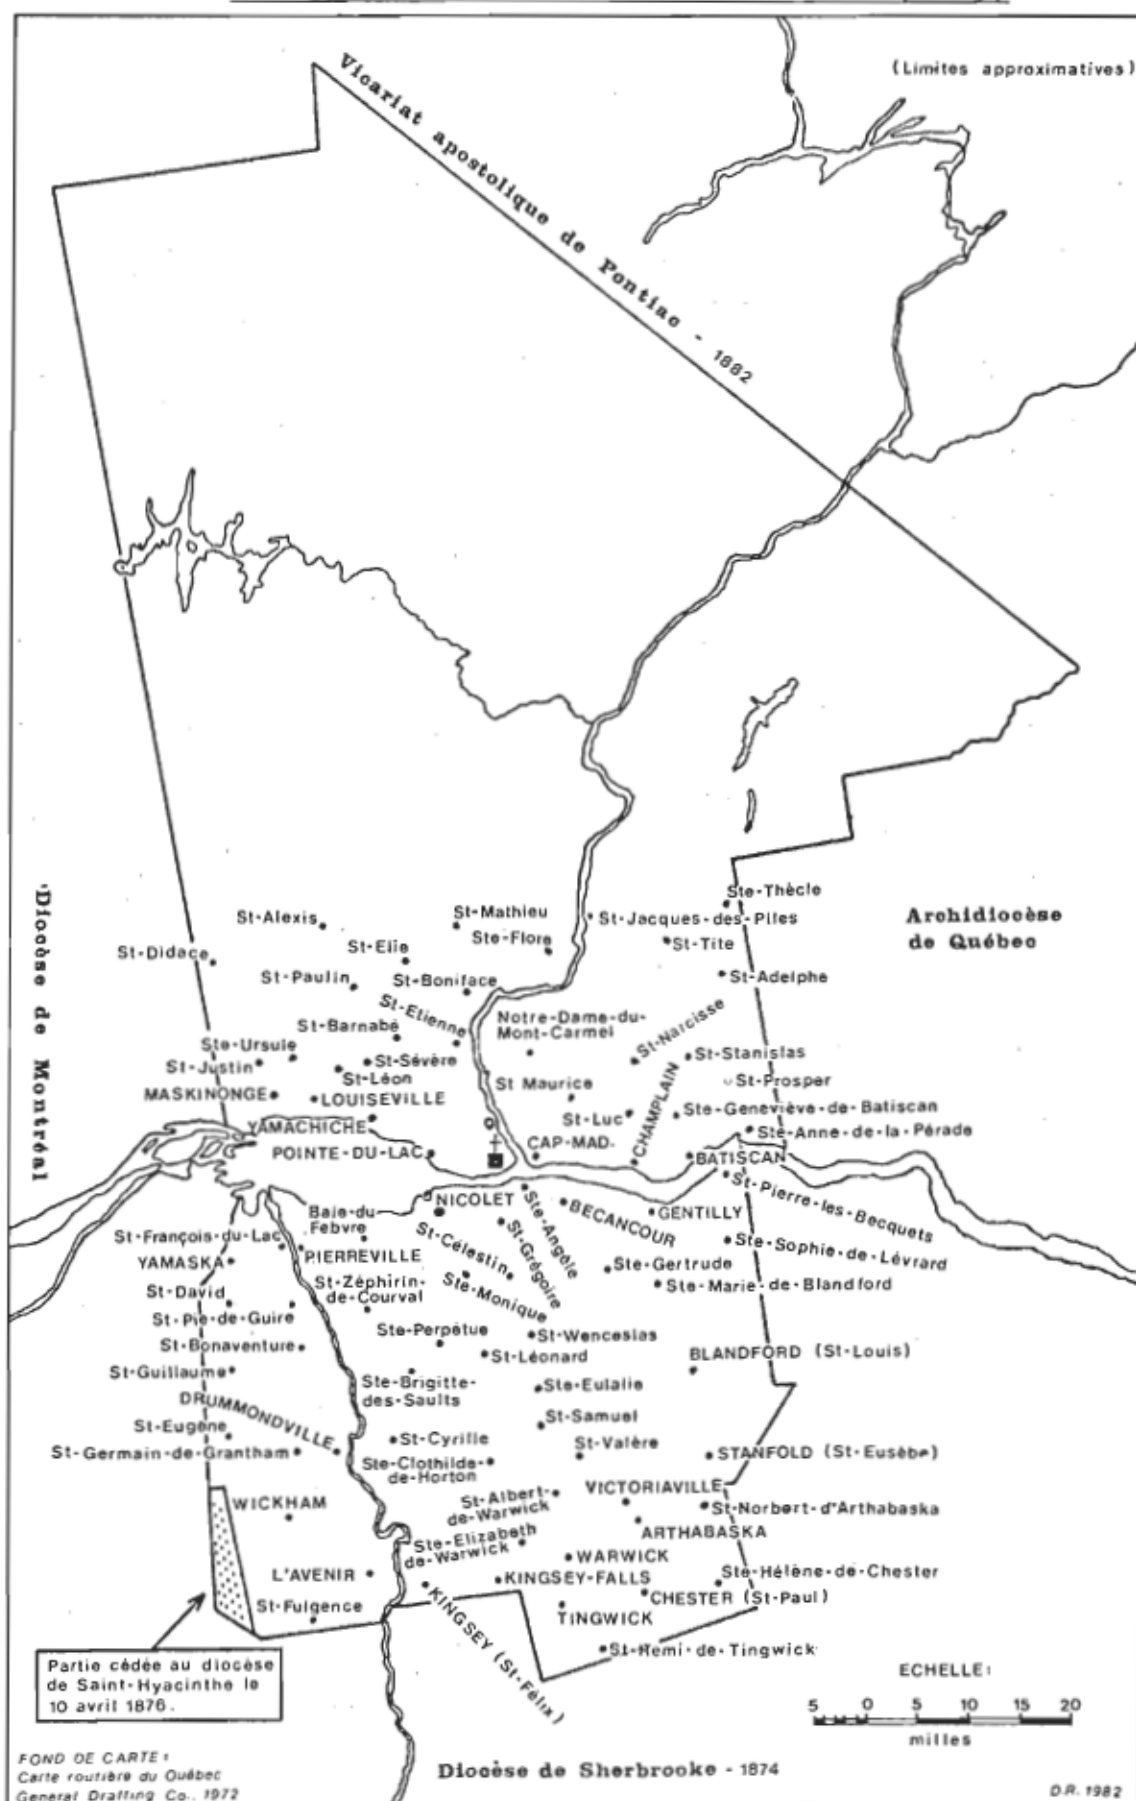 (Limites approximatives)
Vicariat apostolique de Pontiac - 1882
Diocèse de Montréal
Archidiocèse
de Québec
Ste-Thècle
St-Alexis
St-Mathieu
St-Jacques-des-Piles
Ste-Flore
St-Tite
St-Didace
St-Elie
St-Adelphe
St-Paulin
St-Boniface
St-Etienne
Notre-Dame-du-
Mont-Carmel
St-Narcisse
St-Barnabé
Ste-Ursule
St-Justin
St-Sévère
St-Léon
St-Stanislas
St-Prosper
MASKINONGE
LOUISEVILLE
St Maurice
St-Luc
CHAMPLAIN
Ste-Geneviève-de-Batiscan
YAMACHICHE
Ste-Anne-de-la-Pérade
POINTE-DU-LAC
CAP-MAD.
BATISCAN
St-Pierre-les-Becquets
NICOLET
Ste-Angèle
BECANCOUR
GENTILLY
Baie-du-
Febvre
St-François-du-Lac
PIERREVILLE
St-Célestin
St-Grégoire
Ste-Sophie-de-Lévrard
YAMASKA
Ste-Gertrude
Ste-Marie-de-Blandford
St-David
St-Zéphirin-
de-Courval
Ste-Monique
St-Pie-de-Guire
Ste-Perpétue
St-Wenceslas
St-Bonaventure
St-Léonard
BLANDFORD (St-Louis)
St-Guillaume
Ste-Brigitte-
des-Saults
Ste-Eulalie
DRUMMONDVILLE
St-Eugène
St-Samuel
St-Cyrille
St-Valère
St-Germain-de-Grantham
Ste-Clothilde-
de-Horton
STANFOLD (St-Eusèbe)
WICKHAM
St-Albert-
de-Warwick
VICTORIAVILLE
St-Norbert-d'Arthabaska
ARTHABASKA
Ste-Elizabeth
de-Warwick
WARWICK
L'AVENIR
KINGSEY-FALLS
Ste-Hélène-de-Chester
CHESTER (St-Paul)
St-Fulgence
KINGSEY (St-Félix)
TINGWICK
St-Remi-de-Tingwick
Partie cédée au diocèse
de Saint-Hyacinthe le
10 avril 1876.
ECHELLE:
5 0 5 10 15 20
milles
FOND DE CARTE:
Carte routière du Québec
General Drafting Co., 1972
Diocèse de Sherbrooke - 1874
D.R. 1982